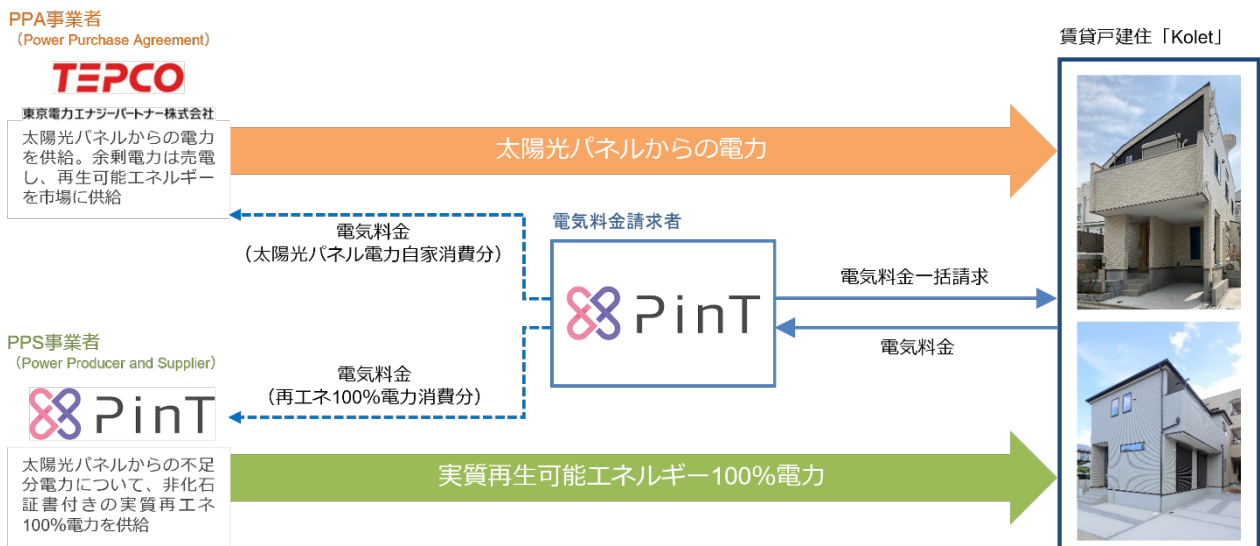 PPA事業者
（Power Purchase Agreement）
TEPCO
東京電力エナジーパートナー株式会社
太陽光パネルからの電力
を供給。余剰電力は売電
し、再生可能エネルギー
を市場に供給
太陽光パネルからの電力
賃貸戸建住「Kolet」
電気料金
（太陽光パネル電力自家消費分）
電気料金請求者
PinT
電気料金一括請求
電気料金
PPS事業者
（Power Producer and Supplier）
PinT
電気料金
（再エネ100%電力消費分）
太陽光パネルからの不足
分電力について、非化石
証書付きの実質再エネ
100%電力を供給
実質再生可能エネルギー100%電力